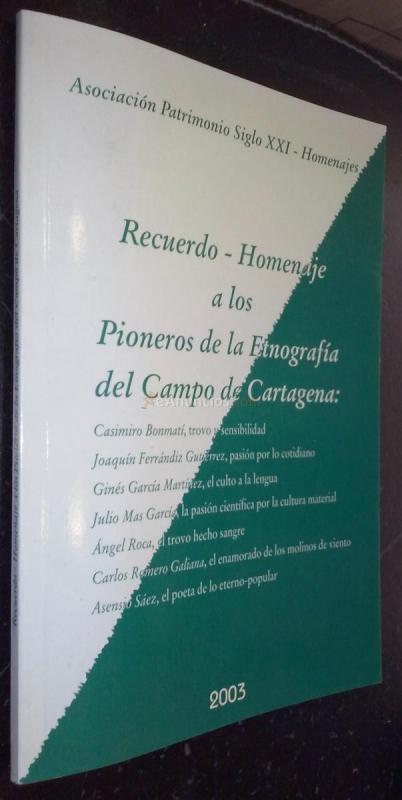 Asociación Patrimonio Siglo XXI - Homenajes
Recuerdo - Homenaje
a los
Pioneros de la Etnografía
del Campo de Cartagena:
Casimiro Bonmatí, trovo y sensibilidad
Joaquín Ferrándiz Gutiérrez, pasión por lo cotidiano
Ginés García Martínez, el culto a la lengua
Julio Mas García, la pasión científica por la cultura material
Ángel Roca, el trovo hecho sangre
Carlos Romero Galiana, el enamorado de los molinos de viento
Asensio Sáez, el poeta de lo eterno-popular
2003